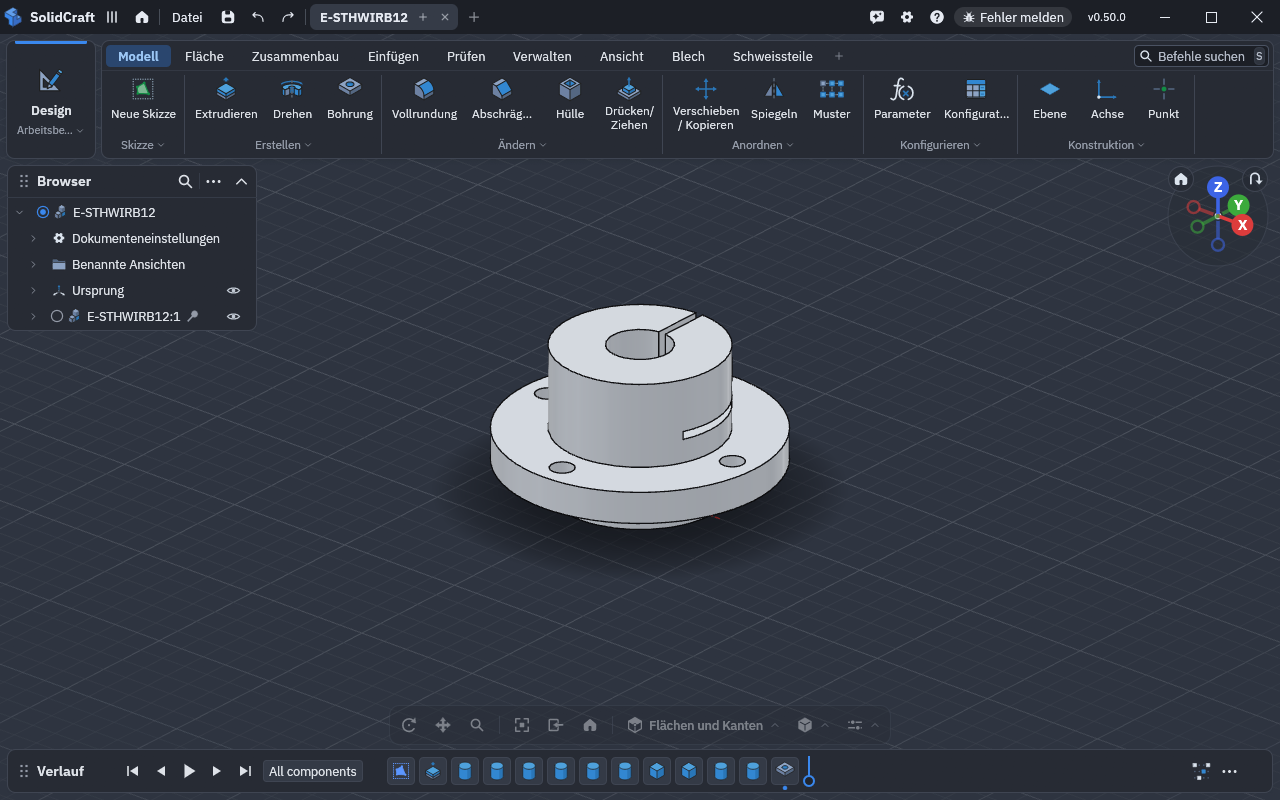 SolidCraft
Datei
E-STHWIRB12
Fehler melden
v0.50.0
Design
Arbeitsbe...
Modell
Fläche
Zusammenbau
Einfügen
Prüfen
Verwalten
Ansicht
Blech
Schweissteile
Befehle suchen
S
Neue Skizze
Extrudieren
Drehen
Bohrung
Vollrundung
Abschräg...
Hülle
Drücken/
Ziehen
Verschieben
/ Kopieren
Spiegeln
Muster
Parameter
Konfigurat...
Ebene
Achse
Punkt
Skizze
Erstellen
Ändern
Anordnen
Konfigurieren
Konstruktion
Browser
E-STHWIRB12
Dokumenteneinstellungen
Benannte Ansichten
Ursprung
E-STHWIRB12:1
Z
Y
X
Flächen und Kanten
Verlauf
All components